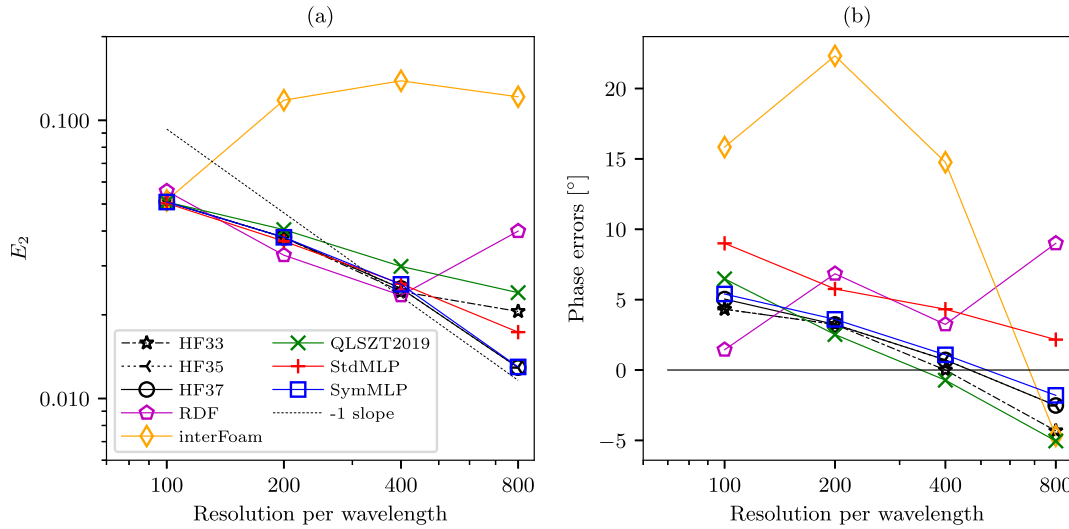 (a)
E2
0.100
0.010
100
200
400
800
Resolution per wavelength
HF33
HF35
HF37
RDF
interFoam
QLSZT2019
StdMLP
SymMLP
-1 slope
(b)
Phase errors [°]
20
15
10
5
0
−5
100
200
400
800
Resolution per wavelength